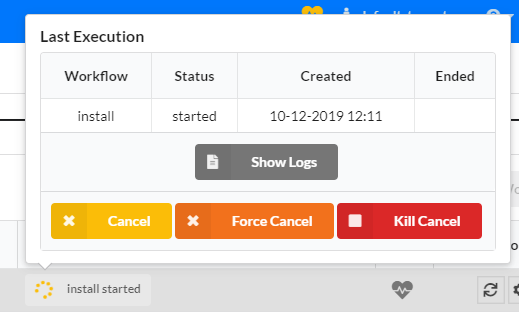 Last Execution
Workflow Status Created Ended
install started 10-12-2019 12:11
Show Logs
Cancel Force Cancel Kill Cancel
install started